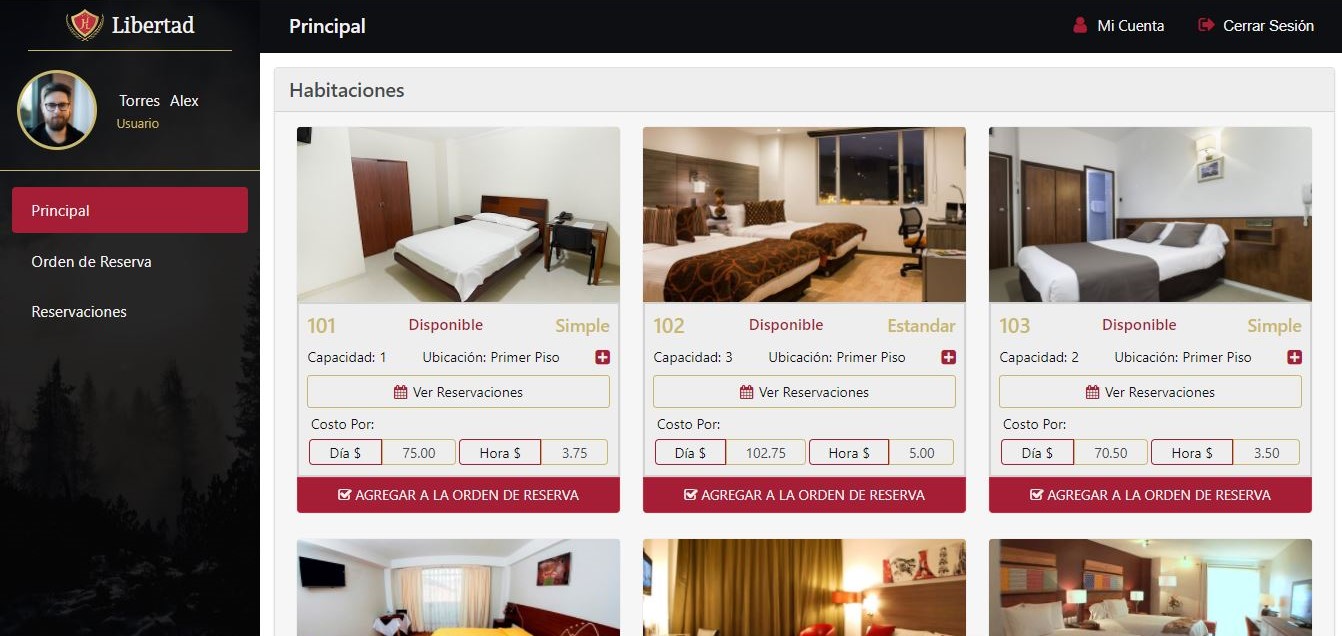 Libertad
Principal
Mi Cuenta
Cerrar Sesión
Torres Alex
Usuario
Principal
Orden de Reserva
Reservaciones
Habitaciones
101 Disponible Simple
Capacidad: 1 Ubicación: Primer Piso
Ver Reservaciones
Costo Por:
Día $ 75.00 Hora $ 3.75
AGREGAR A LA ORDEN DE RESERVA
102 Disponible Estandar
Capacidad: 3 Ubicación: Primer Piso
Ver Reservaciones
Costo Por:
Día $ 102.75 Hora $ 5.00
AGREGAR A LA ORDEN DE RESERVA
103 Disponible Simple
Capacidad: 2 Ubicación: Primer Piso
Ver Reservaciones
Costo Por:
Día $ 70.50 Hora $ 3.50
AGREGAR A LA ORDEN DE RESERVA